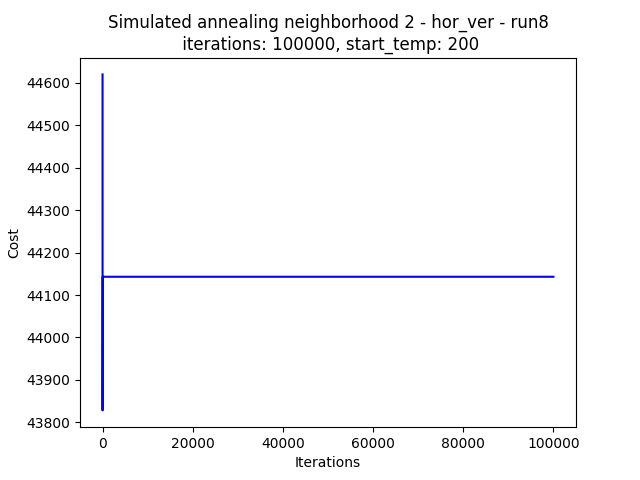 Simulated annealing neighborhood 2 - hor_ver - run8
iterations: 100000, start_temp: 200
44600
44500
44400
44300
44200
44100
44000
43900
43800
Cost
0 20000 40000 60000 80000 100000
Iterations